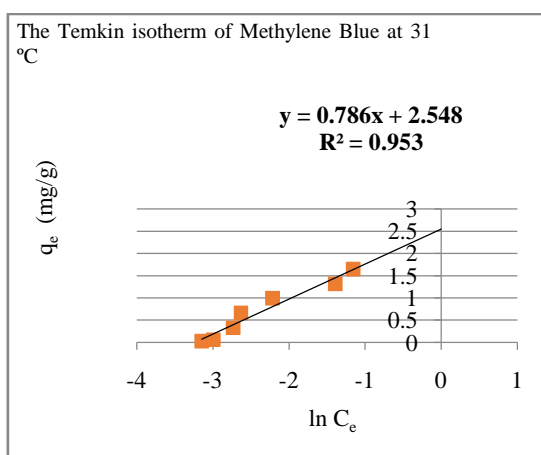 The Temkin isotherm of Methylene Blue at 31
ºC
y = 0.786x + 2.548
R² = 0.953
qe (mg/g)
3
2.5
2
1.5
1
0.5
0
-4 -3 -2 -1 0 1
ln Ce